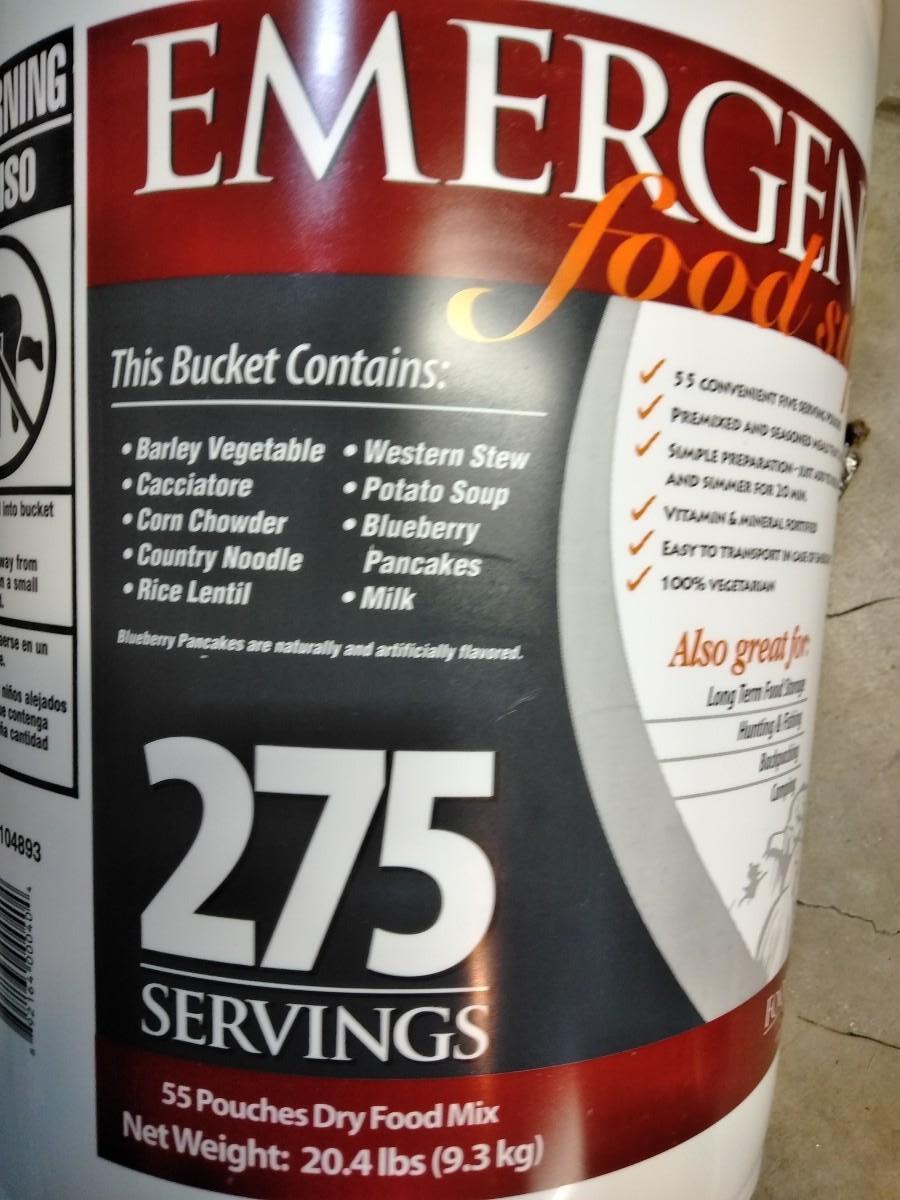 RNING
USO
EMERGEN
food su
This Bucket Contains:
• Barley Vegetable
• Cacciatore
• Corn Chowder
• Country Noodle
• Rice Lentil
• Western Stew
• Potato Soup
• Blueberry
Pancakes
• Milk
Blueberry Pancakes are naturally and artificially flavored.
275
SERVINGS
55 Pouches Dry Food Mix
Net Weight: 20.4 lbs (9.3 kg)
✓ 55 CONVENIENT FIVE SERVING
✓ PREMIXED AND SEASONED
✓ SIMPLE PREPARATION - JUST
AND SIMMER FOR 20 MIN.
✓ VITAMIN & MINERAL FORTIFIED
✓ EASY TO TRANSPORT IN CASE OF
✓ 100% VEGETARIAN
Also great for:
Long Term Food Storage
Hunting & Fishing
Backpacking
Camping
into bucket
way from
n a small
aerse en un
niños alejados
e contenga
ña cantidad
104893